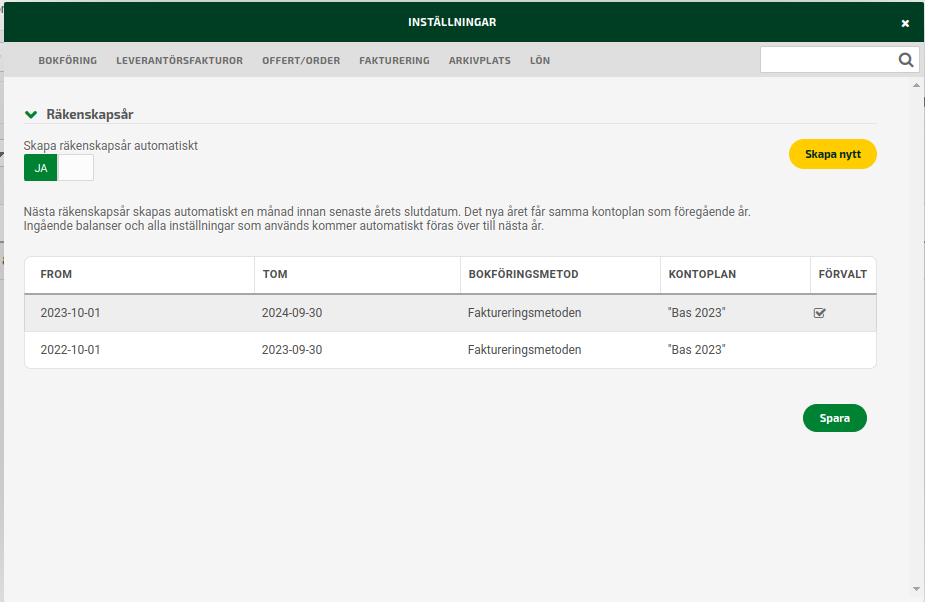 INSTÄLLNINGAR
BOKFÖRING LEVERANTÖRSFAKTUROR OFFERT/ORDER FAKTURERING ARKIVPLATS LÖN
Räkenskapsår
Skapa räkenskapsår automatiskt
JA
Skapa nytt
Nästa räkenskapsår skapas automatiskt en månad innan senaste årets slutdatum. Det nya året får samma kontoplan som föregående år.
Ingående balanser och alla inställningar som används kommer automatiskt föras över till nästa år.
FROM TOM BOKFÖRINGSMETOD KONTOPLAN FÖRVALT
2023-10-01 2024-09-30 Faktureringsmetoden "Bas 2023"
2022-10-01 2023-09-30 Faktureringsmetoden "Bas 2023"
Spara